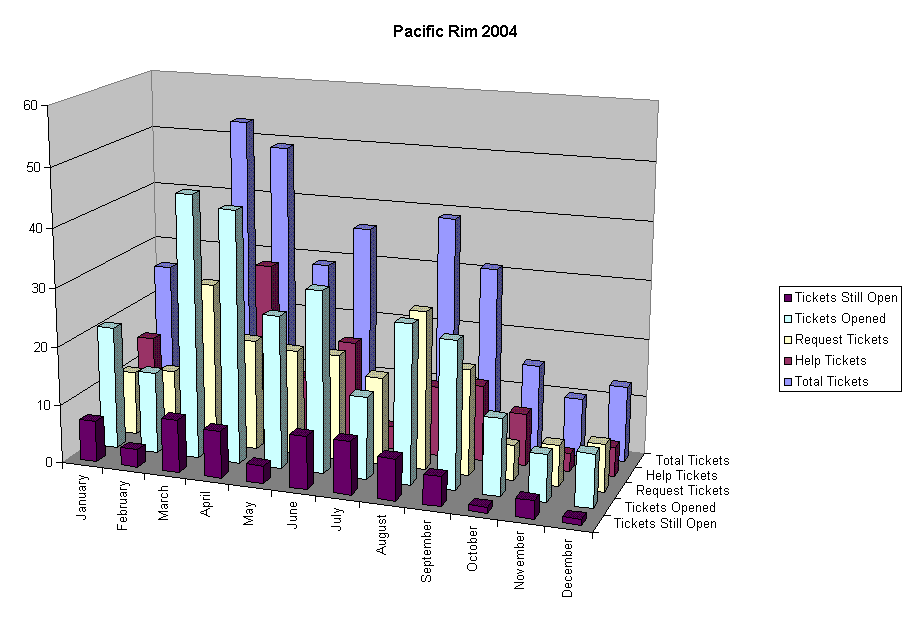 Pacific Rim 2004
60
50
40
30
20
10
0
January
February
March
April
May
June
July
August
September
October
November
December
Total Tickets
Help Tickets
Request Tickets
Tickets Opened
Tickets Still Open
Tickets Still Open
Tickets Opened
Request Tickets
Help Tickets
Total Tickets